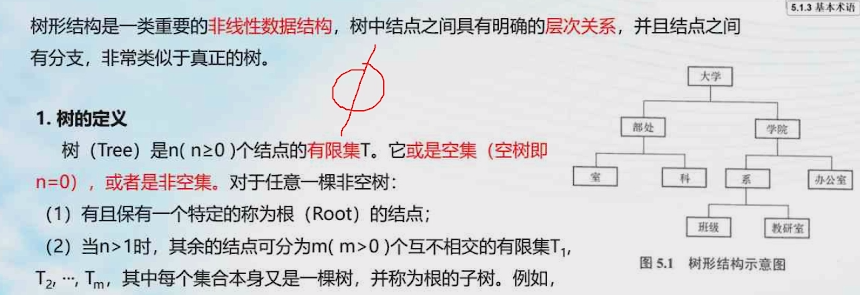 5.1.3 基本术语
树形结构是一类重要的非线性数据结构，树中结点之间具有明确的层次关系，并且结点之间
有分支，非常类似于真正的树。
1. 树的定义
树（Tree）是n( n≥0 )个结点的有限集T。它或是空集（空树即
n=0），或者是非空集。对于任意一棵非空树：
（1）有且保有一个特定的称为根（Root）的结点；
（2）当n>1时，其余的结点可分为m( m>0 )个互不相交的有限集T1,
T2, ···, Tm，其中每个集合本身又是一棵树，并称为根的子树。例如，
大学
部处 学院
室 科 系 办公室
班级 教研室
图 5.1 树形结构示意图